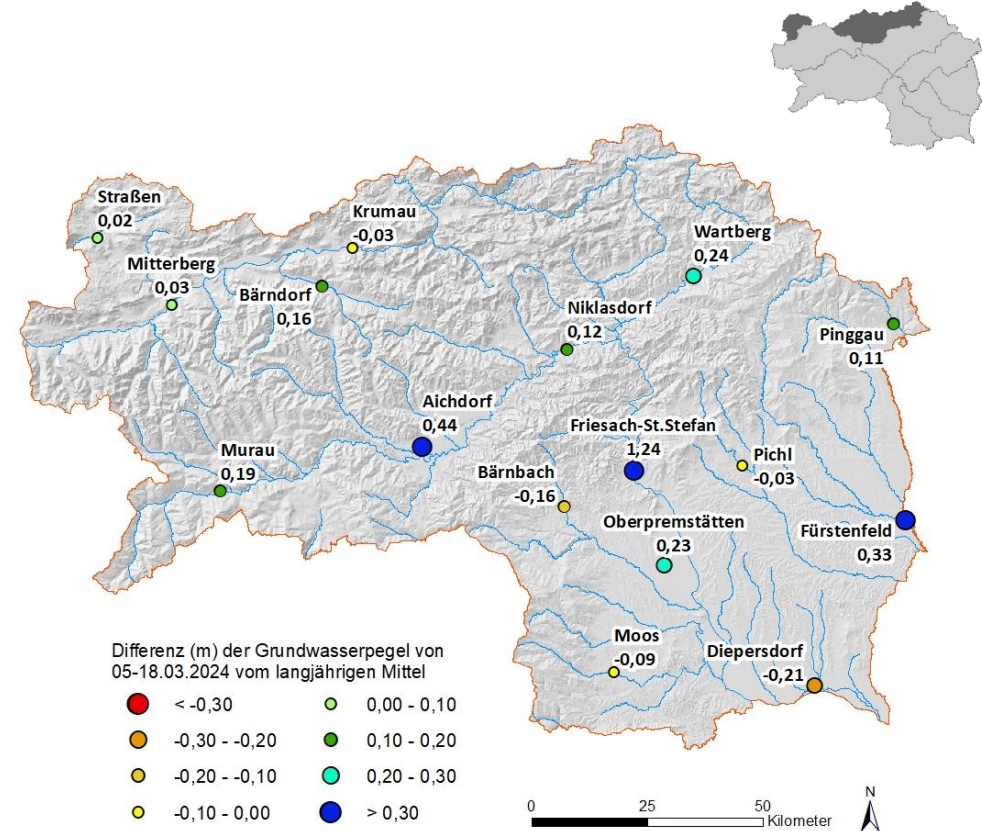 Straßen
0,02
Krumau
-0,03
Wartberg
0,24
Mitterberg
0,03
Bärndorf
0,16
Niklasdorf
0,12
Pinggau
0,11
Aichdorf
0,44
Friesach-St.Stefan
1,24
Murau
0,19
Bärnbach
-0,16
Pichl
-0,03
Oberpremstätten
0,23
Fürstenfeld
0,33
Moos
-0,09
Diepersdorf
-0,21
Differenz (m) der Grundwasserpegel von
05-18.03.2024 vom langjährigen Mittel
< -0,30
-0,30 - -0,20
-0,20 - -0,10
-0,10 - 0,00
0,00 - 0,10
0,10 - 0,20
0,20 - 0,30
> 0,30
0 25 50
Kilometer
N